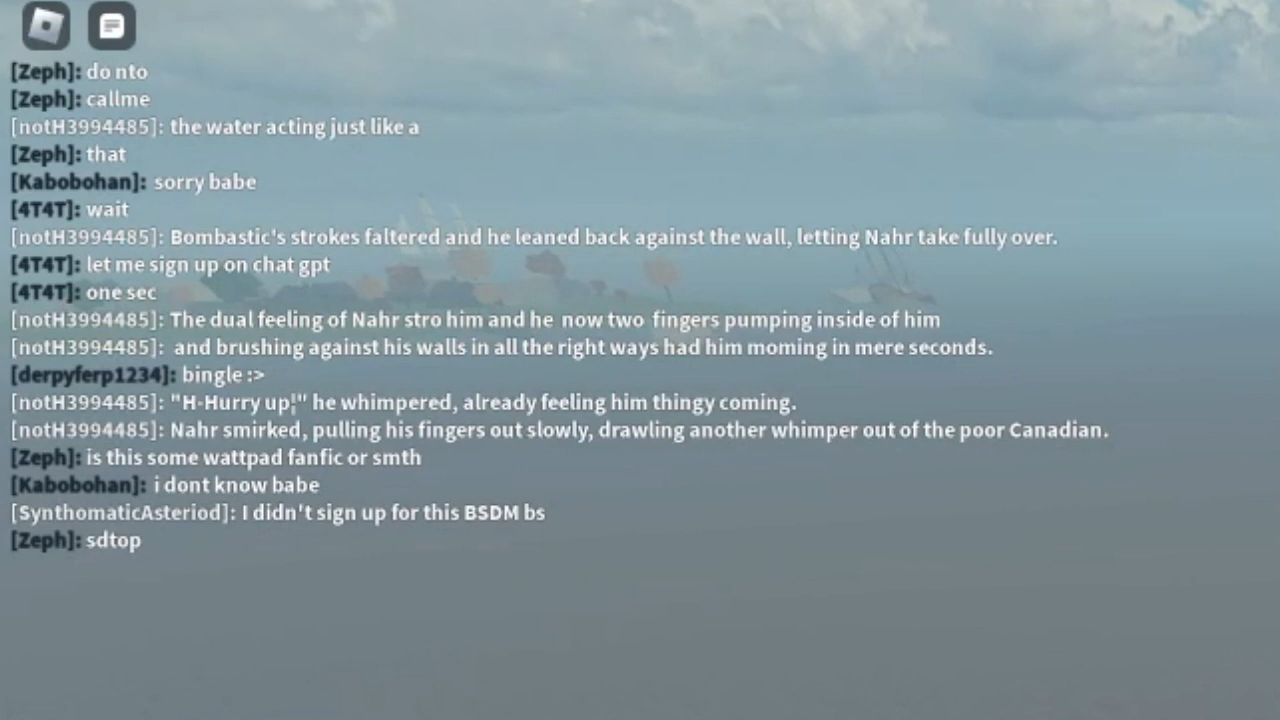 [Zeph]: do nto
[Zeph]: callme
[notH3994485]: the water acting just like a
[Zeph]: that
[Kabobohan]: sorry babe
[4T4T]: wait
[notH3994485]: Bombastic's strokes faltered and he leaned back against the wall, letting Nahr take fully over.
[4T4T]: let me sign up on chat gpt
[4T4T]: one sec
[notH3994485]: The dual feeling of Nahr stro him and he now two fingers pumping inside of him
[notH3994485]: and brushing against his walls in all the right ways had him moming in mere seconds.
[derpyferp1234]: bingle :>
[notH3994485]: "H-Hurry up¦" he whimpered, already feeling him thingy coming.
[notH3994485]: Nahr smirked, pulling his fingers out slowly, drawling another whimper out of the poor Canadian.
[Zeph]: is this some wattpad fanfic or smth
[Kabobohan]: i dont know babe
[SynthomaticAsteriod]: I didn't sign up for this BSDM bs
[Zeph]: sdtop